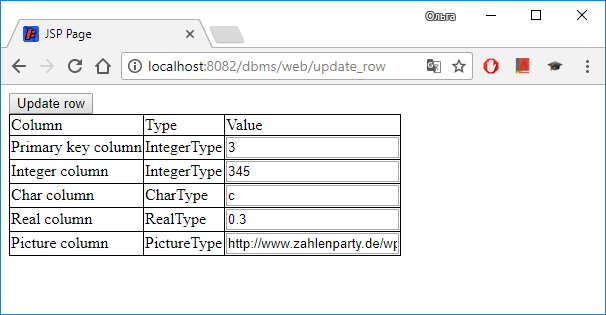 Ольга
JSP Page
localhost:8082/dbms/web/update_row
Update row
Column Type Value
Primary key column IntegerType 3
Integer column IntegerType 345
Char column CharType c
Real column RealType 0.3
Picture column PictureType http://www.zahlenparty.de/wp